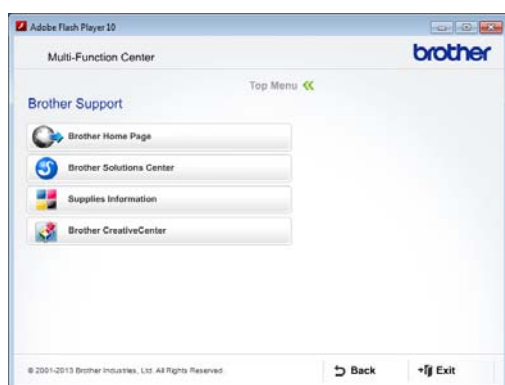 Adobe Flash Player 10
Multi-Function Center
brother
Top Menu
Brother Support
Brother Home Page
Brother Solutions Center
Supplies Information
Brother CreativeCenter
© 2001-2013 Brother Industries, Ltd. All Rights Reserved.
Back
Exit